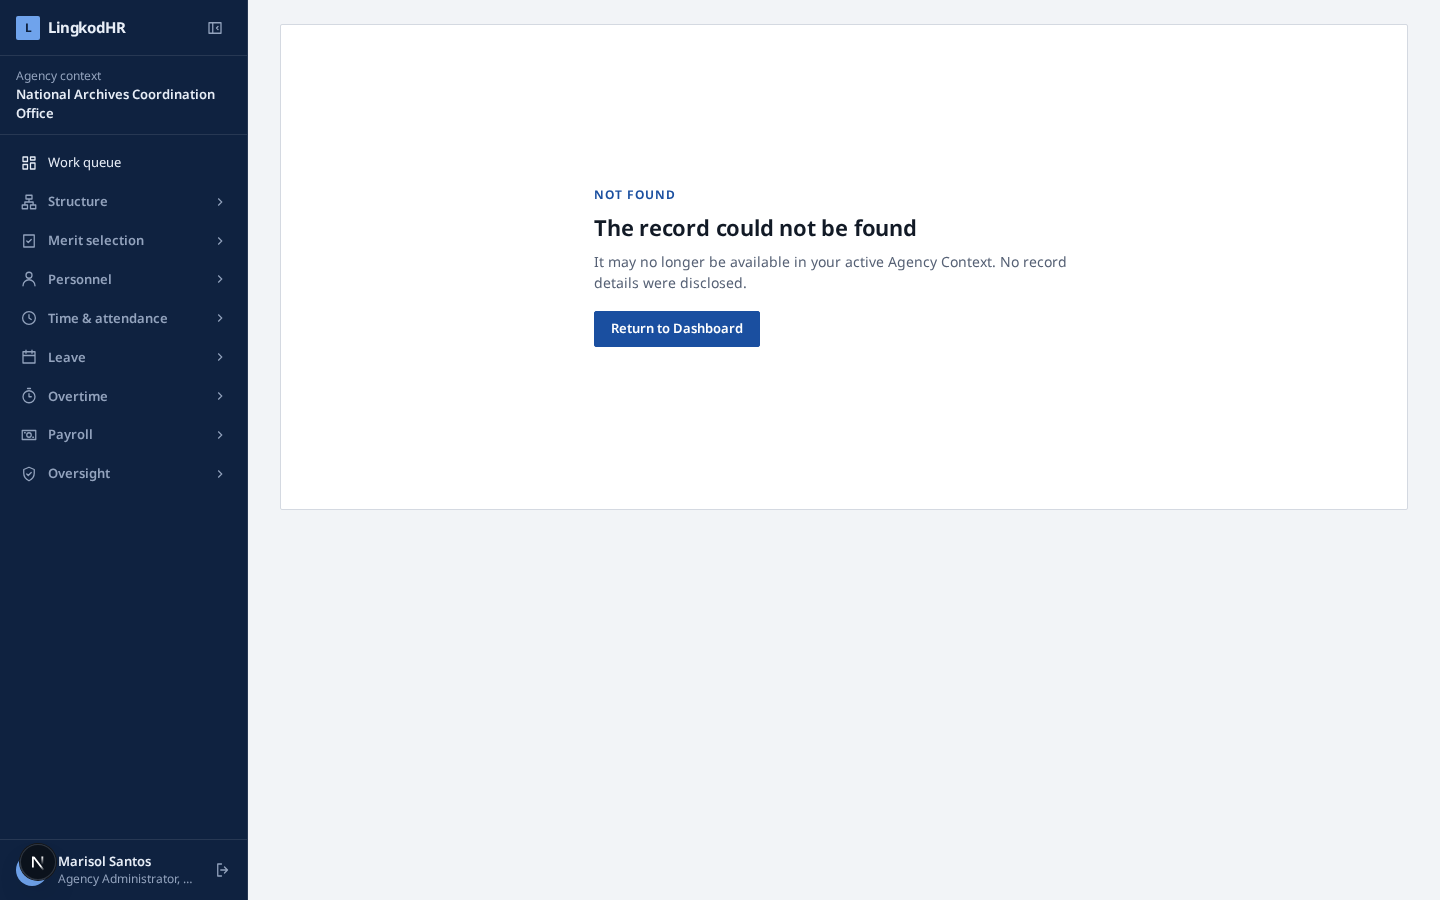 L LingkodHR
Agency context
National Archives Coordination
Office
Work queue
Structure
Merit selection
Personnel
Time & attendance
Leave
Overtime
Payroll
Oversight
N
Marisol Santos
Agency Administrator, ...
NOT FOUND
The record could not be found
It may no longer be available in your active Agency Context. No record
details were disclosed.
Return to Dashboard